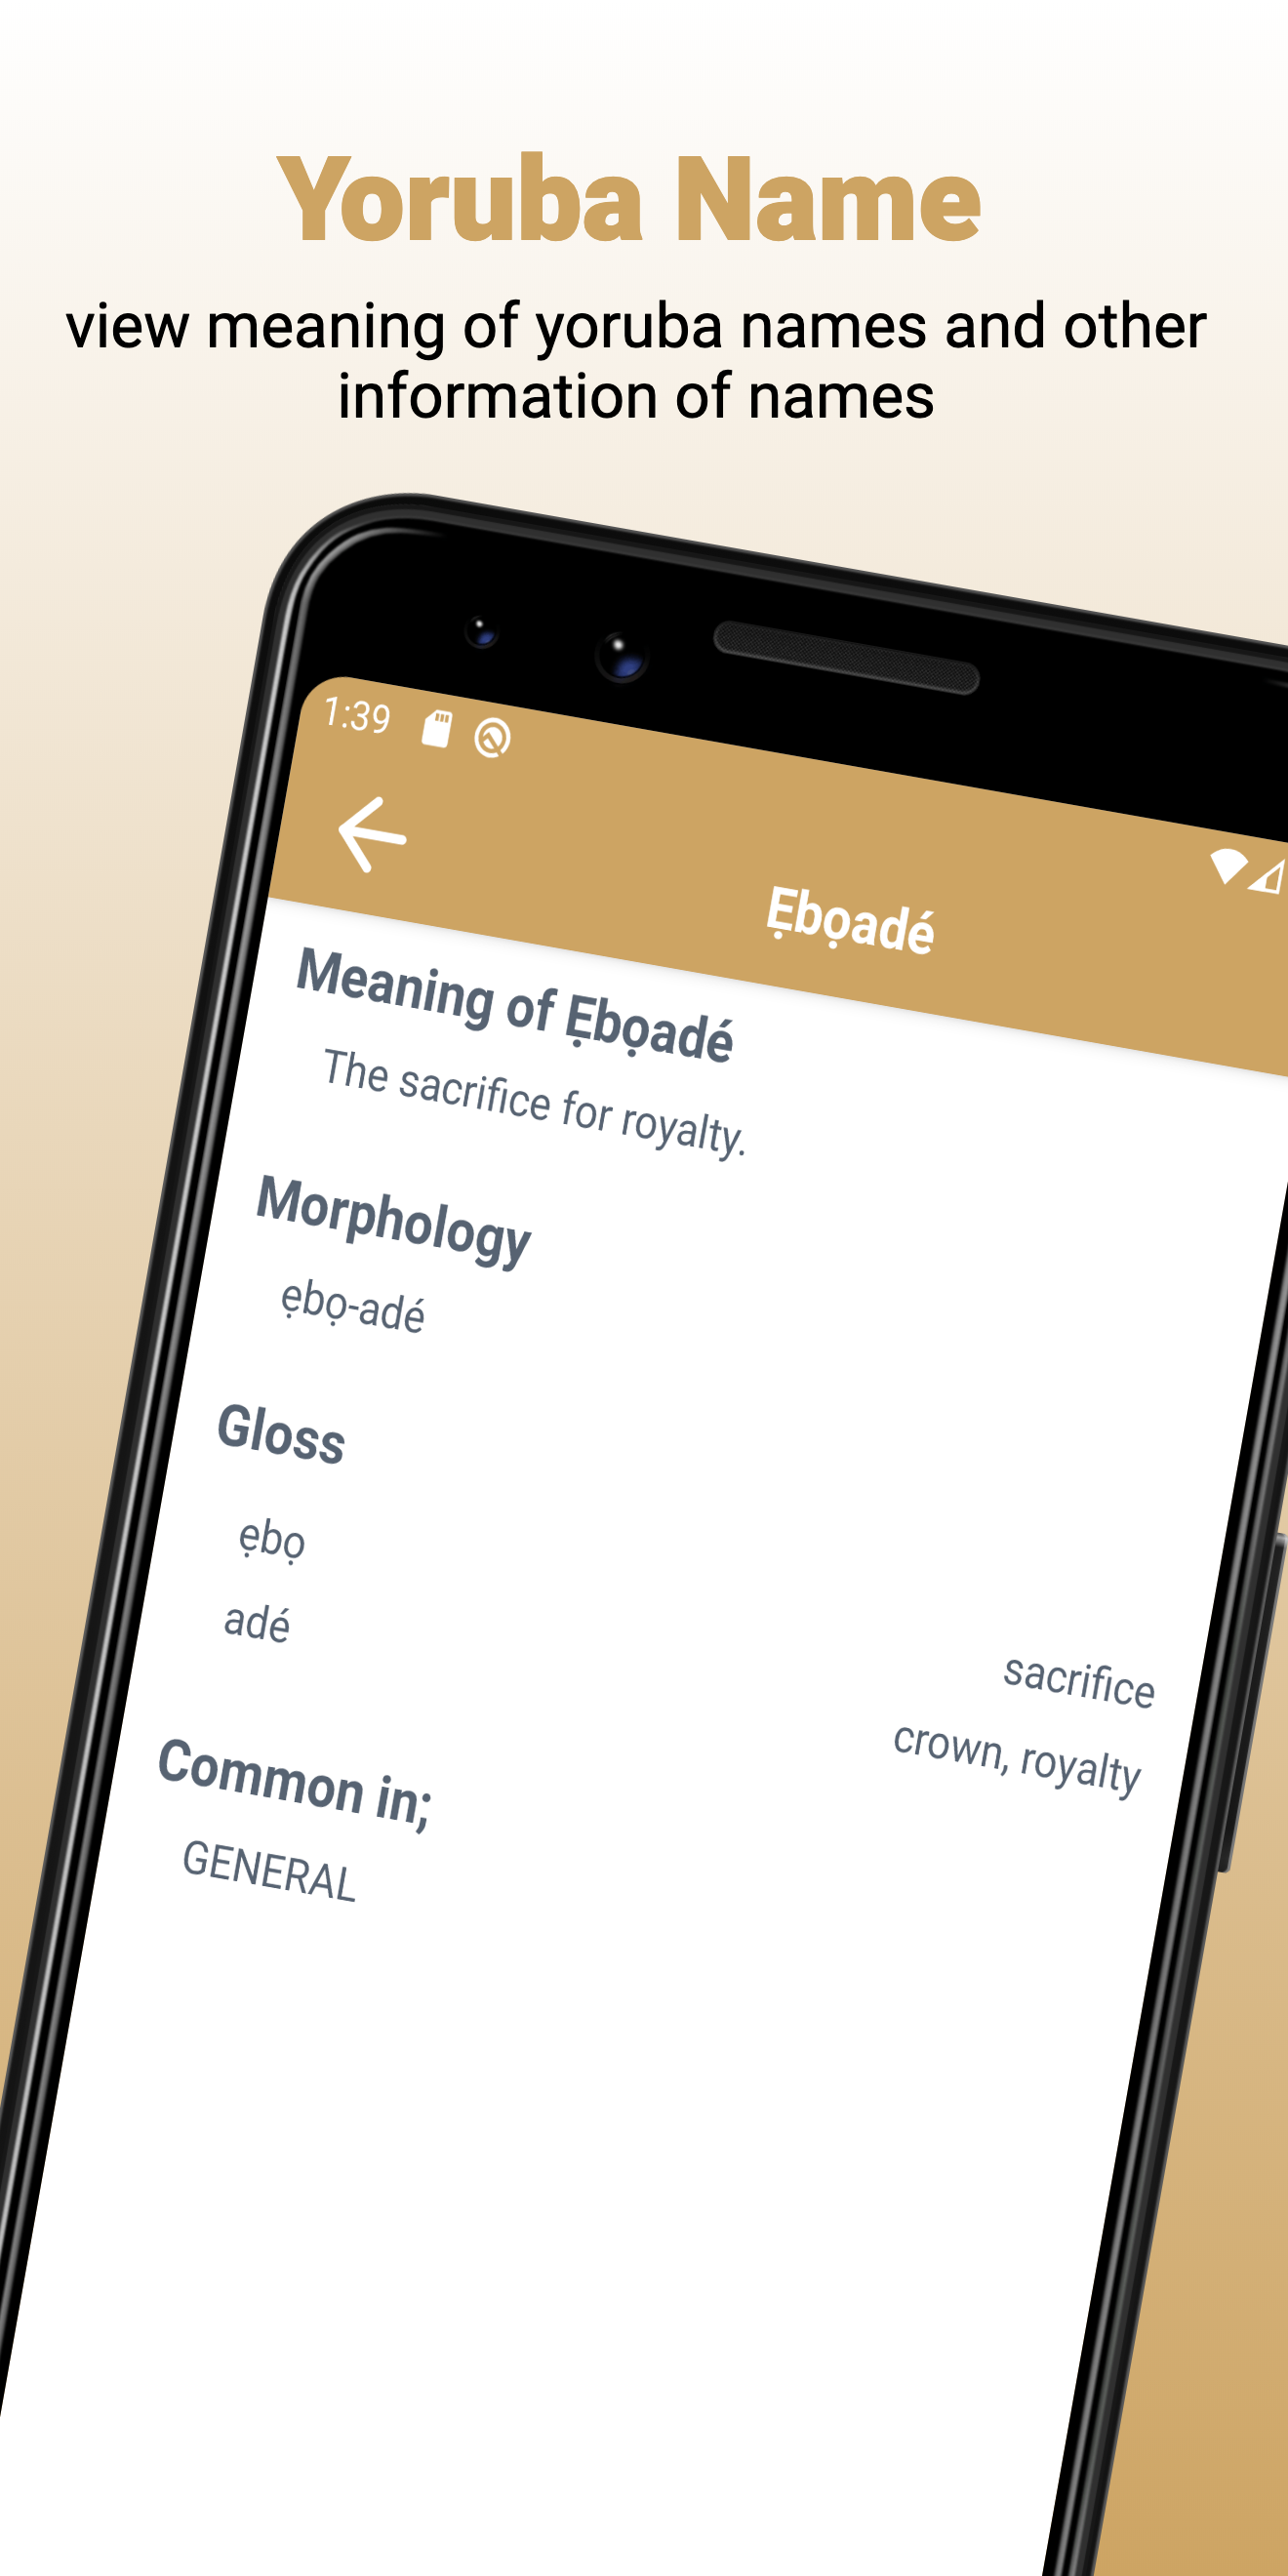 Yoruba Name
view meaning of yoruba names and other
information of names
1:39
Ẹbọadé
Meaning of Ẹbọadé
The sacrifice for royalty.
Morphology
ẹbọ-adé
Gloss
ẹbọ sacrifice
adé crown, royalty
Common in;
GENERAL